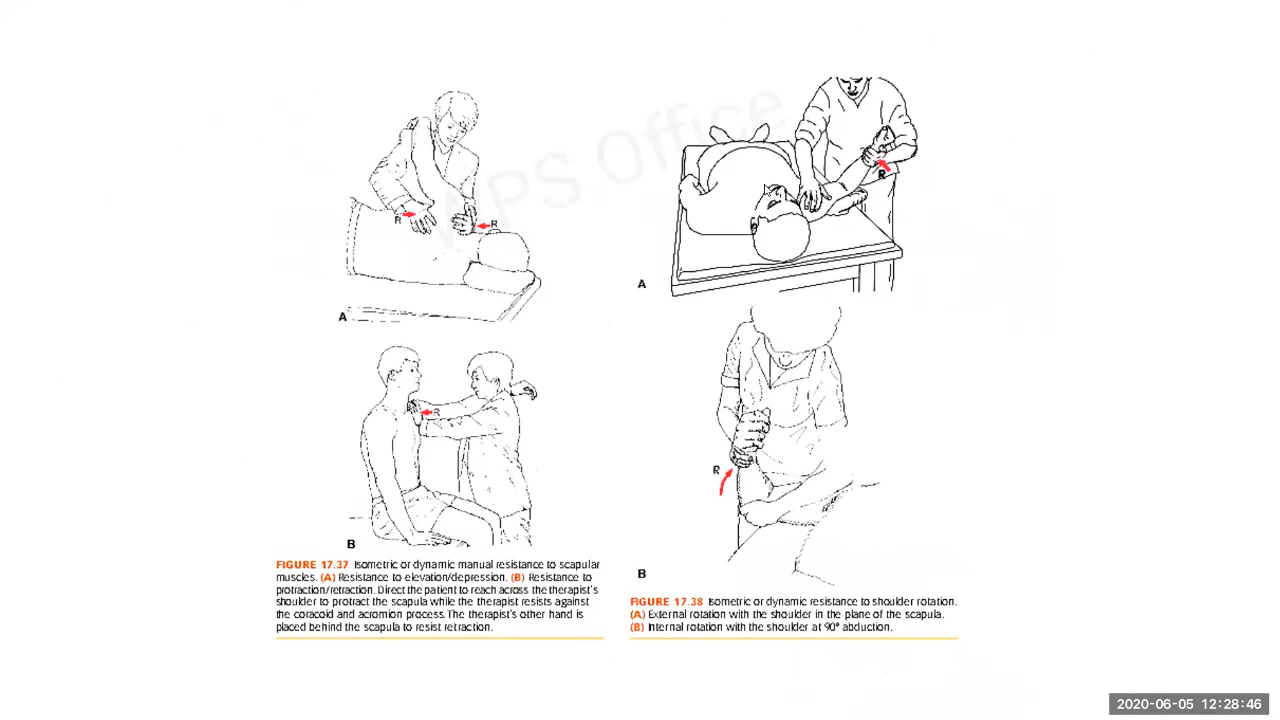 WPS Office
R
R
A
R
B
FIGURE 17.37 Isometric or dynamic manual resistance to scapular
muscles. (A) Resistance to elevation/depression. (B) Resistance to
protraction/retraction. Direct the patient to reach across the therapist's
shoulder to protract the scapula while the therapist resists against
the coracoid and acromion process. The therapist's other hand is
placed behind the scapula to resist retraction.
R
A
R
B
FIGURE 17.38 Isometric or dynamic resistance to shoulder rotation.
(A) External rotation with the shoulder in the plane of the scapula.
(B) Internal rotation with the shoulder at 90° abduction.
2020-06-05 12:28:46